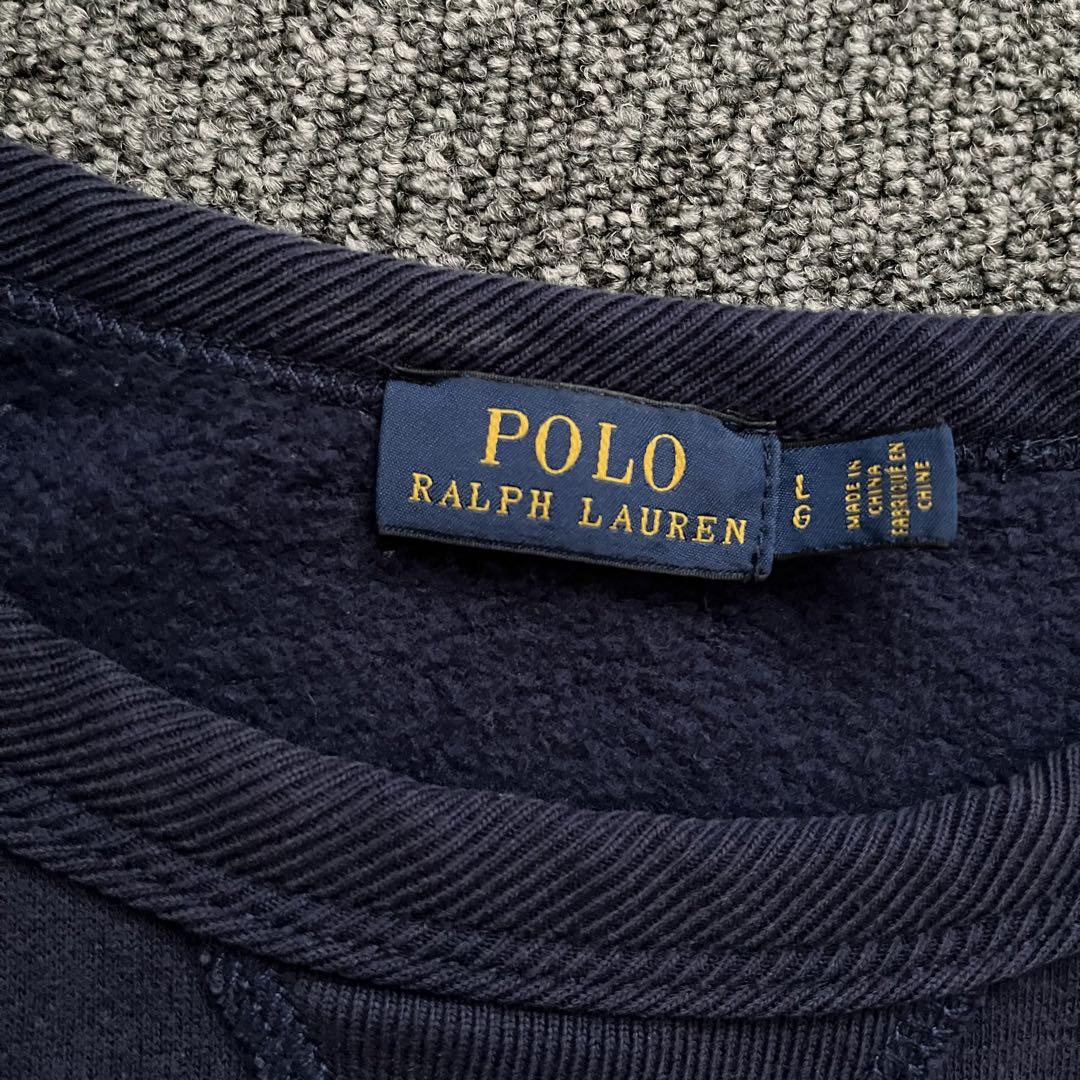 POLO
RALPH LAUREN
L
G
MADE IN
CHINA
FABRIQUÉ EN
CHINE